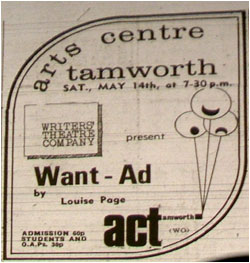 arts centre
tamworth
SAT., MAY 14th, at 7-30 p.m.
WRITERS'
THEATRE
COMPANY
present
Want - Ad
by
Louise Page
act tamworth
(WO)
ADMISSION 60p
STUDENTS AND
O.A.Ps. 30p